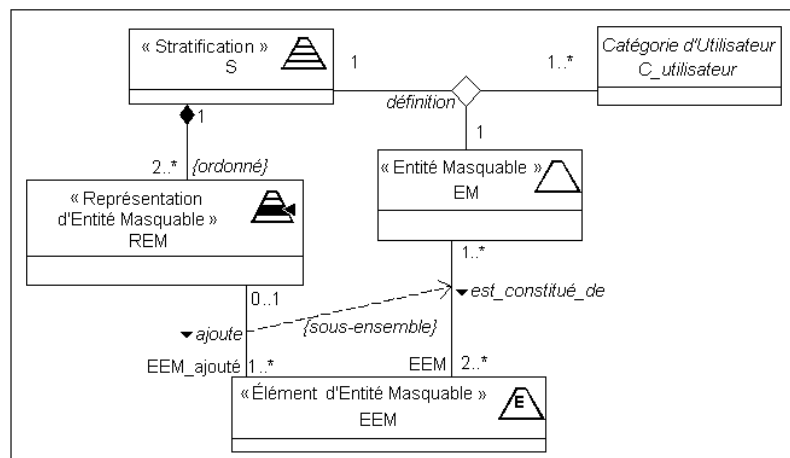 « Stratification »
S
1
Catégorie d'Utilisateur
C_utilisateur
1..*
définition
1
1
2..*
{ordonné}
« Représentation
d'Entité Masquable »
REM
« Entité Masquable »
EM
0..1
1..*
est_constitué_de
ajoute
{sous-ensemble}
EEM_ajouté
1..*
EEM
2..*
« Élément d'Entité Masquable »
EEM
E